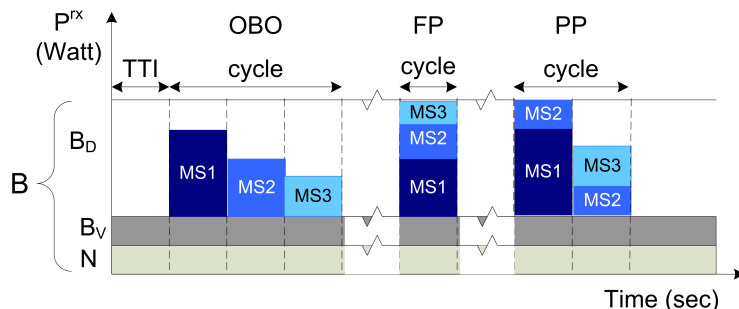 P^rx OBO FP PP
(Watt)
TTI cycle cycle cycle
MS3 MS2
B_D MS2
MS1 MS2 MS3 MS1 MS1 MS3
MS2
B
B_V
N
Time (sec)